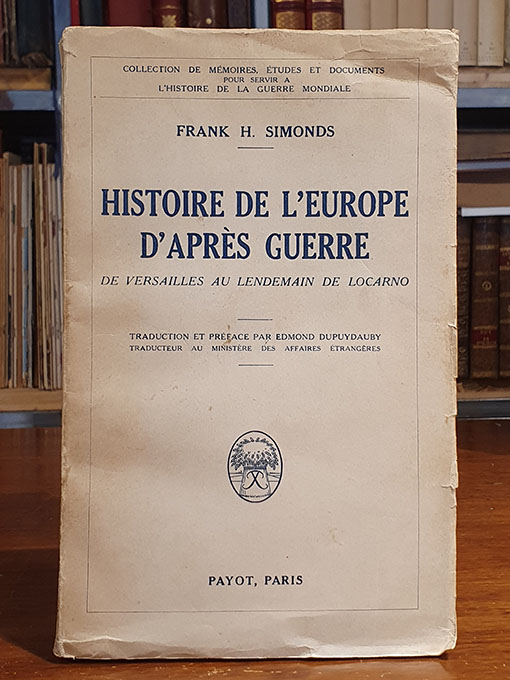 COLLECTION DE MÉMOIRES, ÉTUDES ET DOCUMENTS
POUR SERVIR A
L'HISTOIRE DE LA GUERRE MONDIALE
FRANK H. SIMONDS
HISTOIRE DE L'EUROPE
D'APRÈS GUERRE
DE VERSAILLES AU LENDEMAIN DE LOCARNO
TRADUCTION ET PRÉFACE PAR EDMOND DUPUYDAUBY
TRADUCTEUR AU MINISTÈRE DES AFFAIRES ÉTRANGÈRES
PAYOT, PARIS